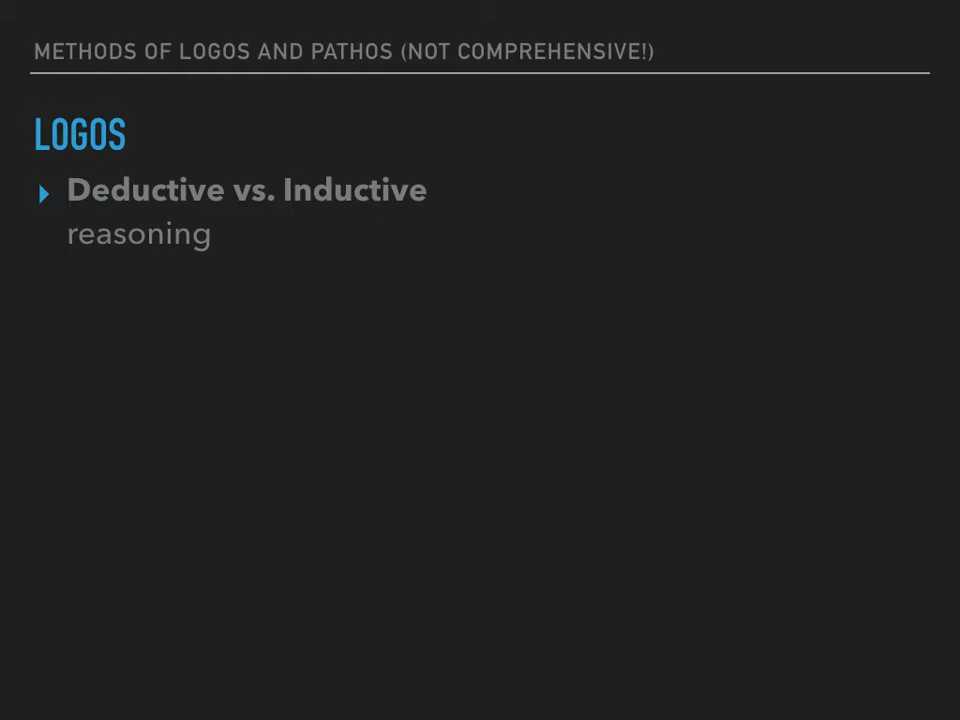 METHODS OF LOGOS AND PATHOS (NOT COMPREHENSIVE!)
LOGOS
▸ Deductive vs. Inductive
reasoning